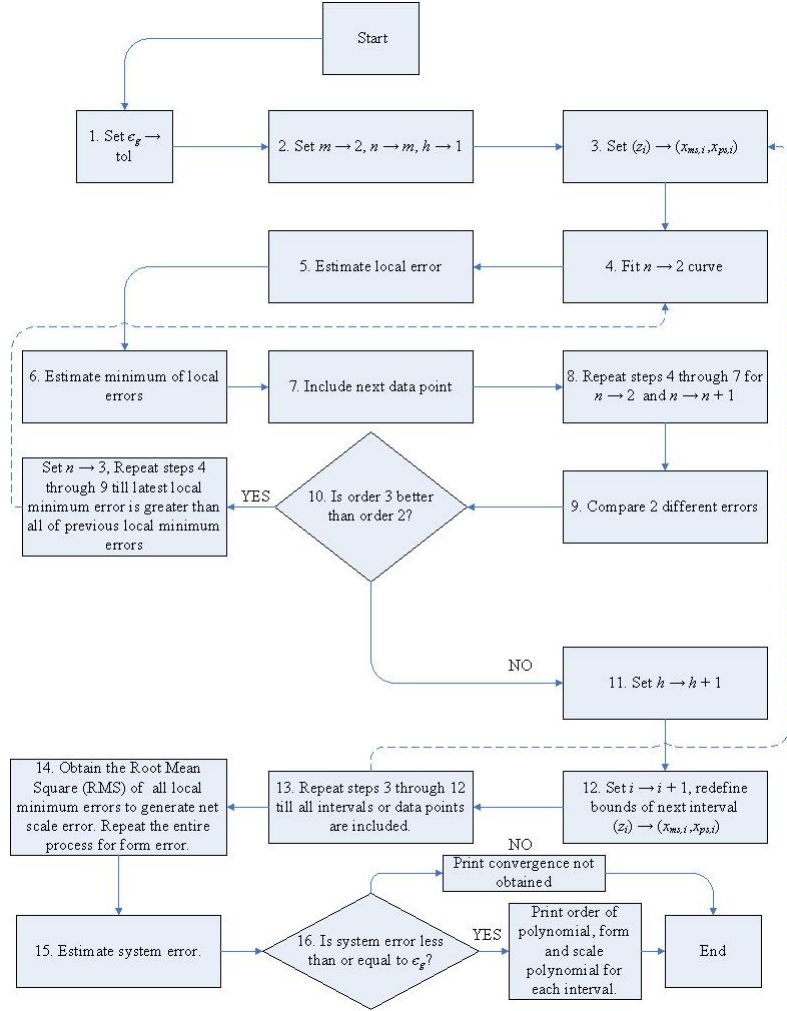 Start
1. Set ϵg →
tol
2. Set m → 2, n → m, h → 1
3. Set (zi) → (xms,i ,xps,i)
5. Estimate local error
4. Fit n → 2 curve
6. Estimate minimum of local
errors
7. Include next data point
8. Repeat steps 4 through 7 for
n → 2 and n → n + 1
Set n → 3, Repeat steps 4
through 9 till latest local
minimum error is greater than
all of previous local minimum
errors
YES
10. Is order 3 better
than order 2?
9. Compare 2 different errors
NO
11. Set h → h + 1
14. Obtain the Root Mean
Square (RMS) of all local
minimum errors to generate net
scale error. Repeat the entire
process for form error.
13. Repeat steps 3 through 12
till all intervals or data points
are included.
12. Set i → i + 1, redefine
bounds of next interval
(zi) → (xms,i ,xps,i)
NO
Print convergence not
obtained
15. Estimate system error.
16. Is system error less
than or equal to ϵg?
YES
Print order of
polynomial, form
and scale
polynomial for
each interval.
End